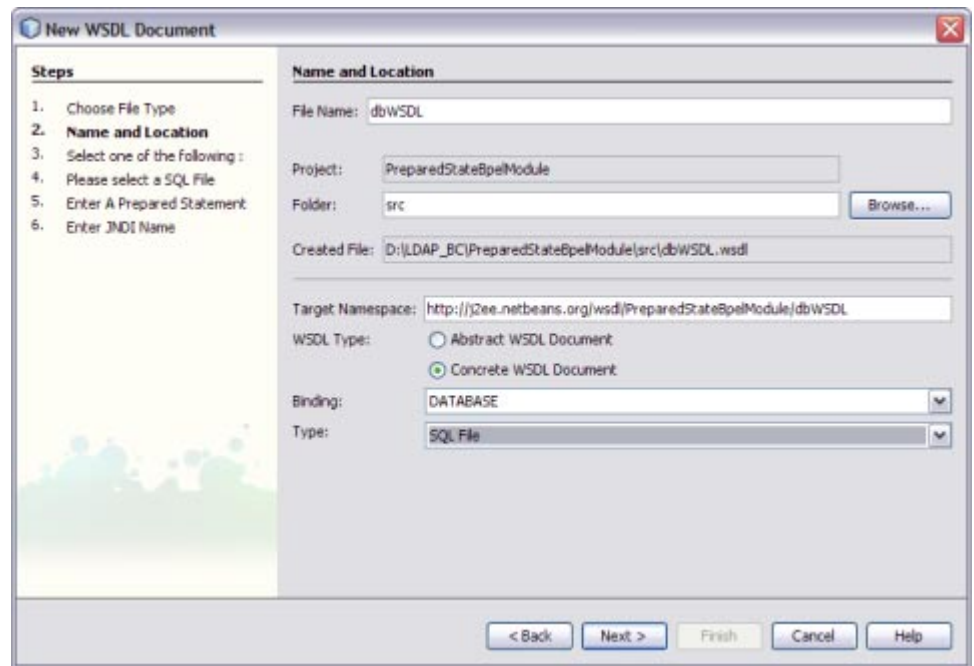 New WSDL Document
Steps
1. Choose File Type
2. Name and Location
3. Select one of the following :
4. Please select a SQL File
5. Enter A Prepared Statement
6. Enter JNDI Name
Name and Location
File Name: dbWSDL
Project: PreparedStateBpelModule
Folder: src Browse...
Created File: D:\LDAP_BC\PreparedStateBpelModule\src\dbWSDL.wsdl
Target Namespace: http://j2ee.netbeans.org/wsdl/PreparedStateBpelModule/dbWSDL
WSDL Type: Abstract WSDL Document
Concrete WSDL Document
Binding: DATABASE
Type: SQL File
< Back Next > Finish Cancel Help